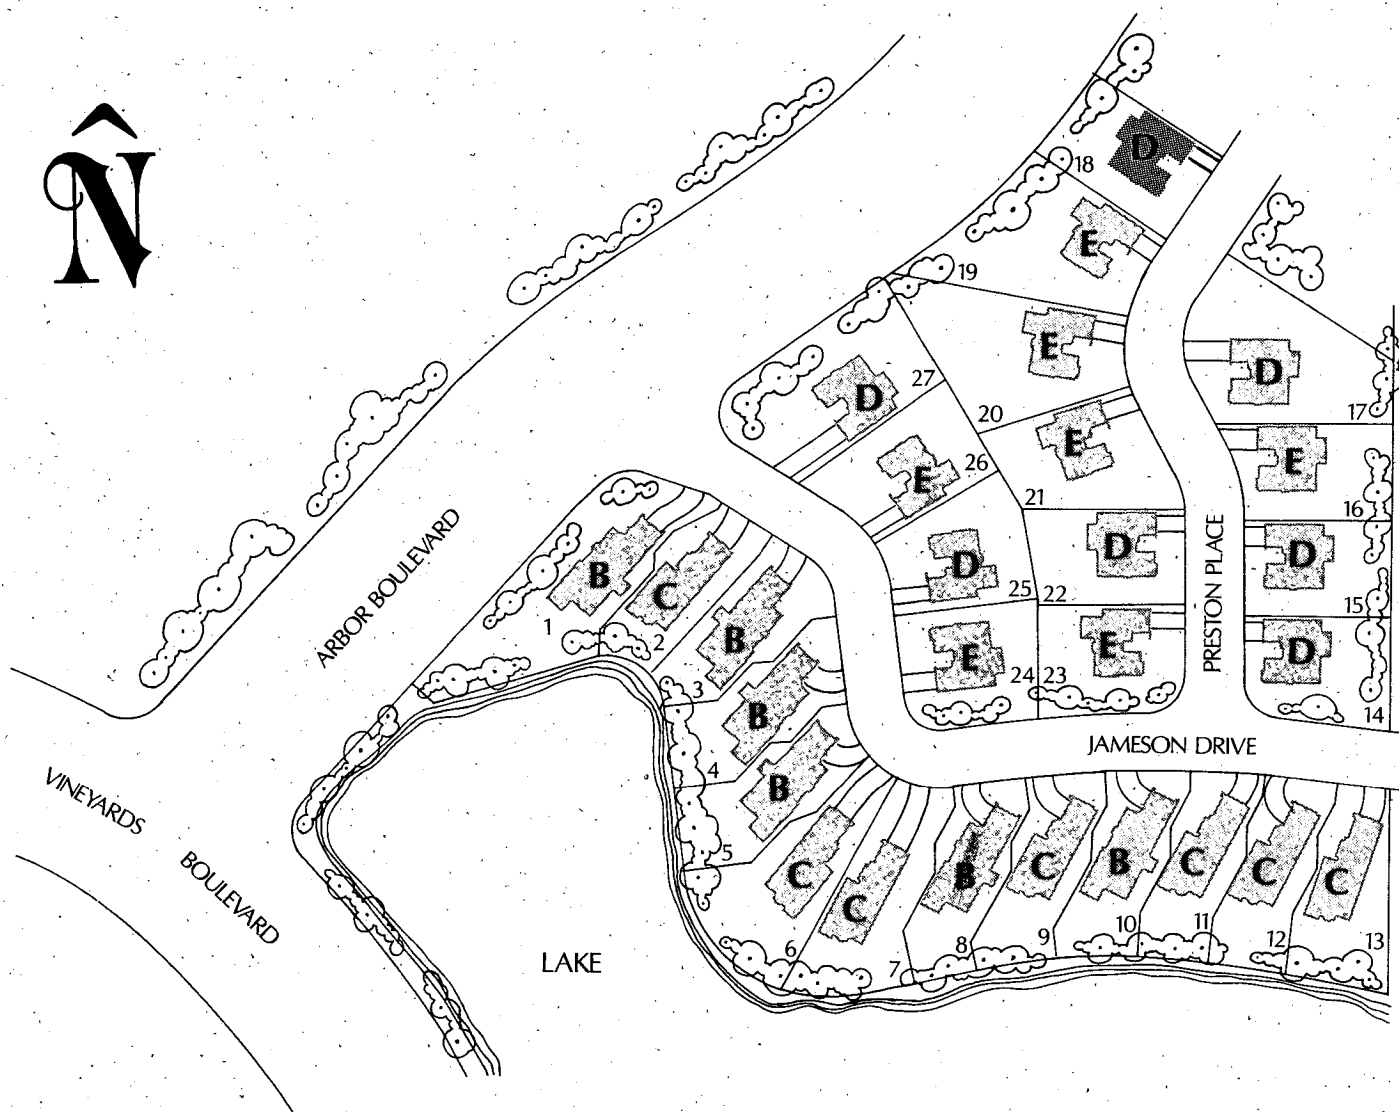 N
D
18
E
19
E
D
27
20
D
17
E
E
26
E
21
16
B
C
D
D
D
25
22
15
1
2
B
E
24
E
23
D
14
ARBOR BOULEVARD
PRESTON PLACE
3
B
4
B
5
JAMESON DRIVE
VINEYARDS
BOULEVARD
C
C
B
C
B
C
C
C
6
7
8
9
10
11
12
13
LAKE